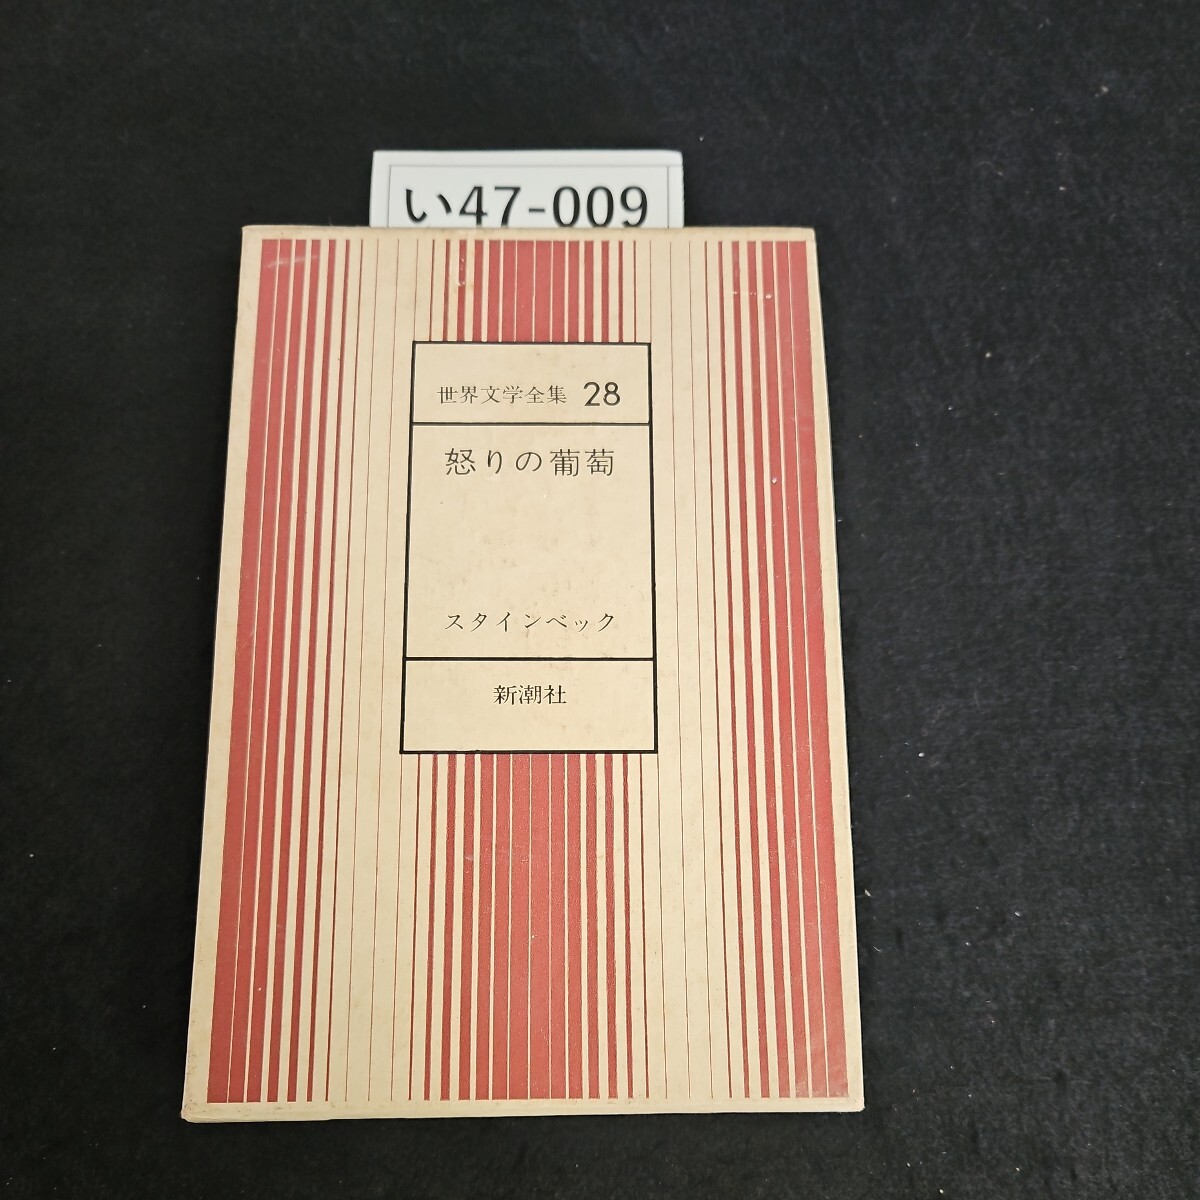 い47-009
世界文学全集 28
怒りの葡萄
スタインベック
新潮社